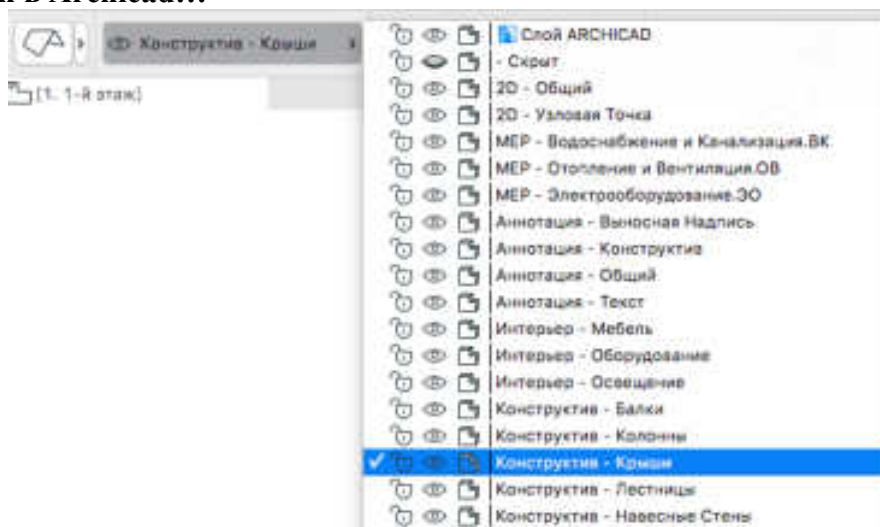 в Archicad...
Конструктив - Крыши
[1. 1-й этаж]
Слой ARCHICAD
- Скрыт
2D - Общий
2D - Узловая Точка
MEP - Водоснабжение и Канализация.ВК
MEP - Отопление и Вентиляция.ОВ
MEP - Электрооборудование.ЭО
Аннотация - Выносная Надпись
Аннотация - Конструктив
Аннотация - Общий
Аннотация - Текст
Интерьер - Мебель
Интерьер - Оборудование
Интерьер - Освещение
Конструктив - Балки
Конструктив - Колонны
Конструктив - Крыши
Конструктив - Лестницы
Конструктив - Навесные Стены